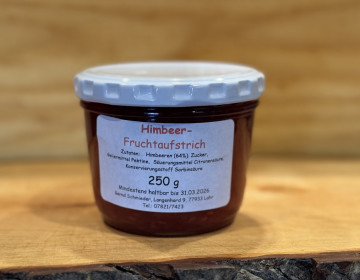 Himbeer-
Fruchtaufstrich
Zutaten: Himbeeren (64%), Zucker,
Geliermittel Pektine, Säuerungsmittel Citronensäure,
Konservierungsstoff Sorbinsäure
250 g
Mindestens haltbar bis 31.03.2026
Bernd Schmieder, Langenhard 9, 77933 Lahr
Tel.: 07821/7423